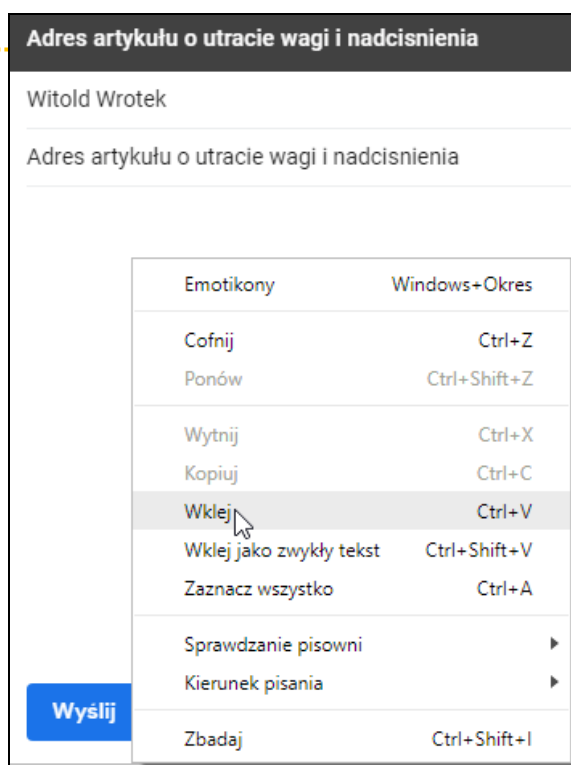 Adres artykułu o utracie wagi i nadcisnienia
Witold Wrotek
Adres artykułu o utracie wagi i nadcisnienia
Emotikony Windows+Okres
Cofnij Ctrl+Z
Ponów Ctrl+Shift+Z
Wytnij Ctrl+X
Kopiuj Ctrl+C
Wklej Ctrl+V
Wklej jako zwykły tekst Ctrl+Shift+V
Zaznacz wszystko Ctrl+A
Sprawdzanie pisowni
Kierunek pisania
Wyślij
Zbadaj Ctrl+Shift+I